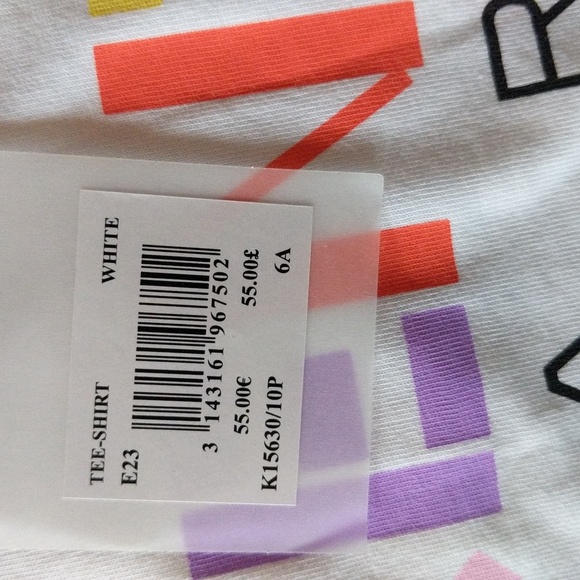 TEE-SHIRT WHITE
E23
3 143161 967502
55.00€ 55.00£
K15630/10P 6A
R
A